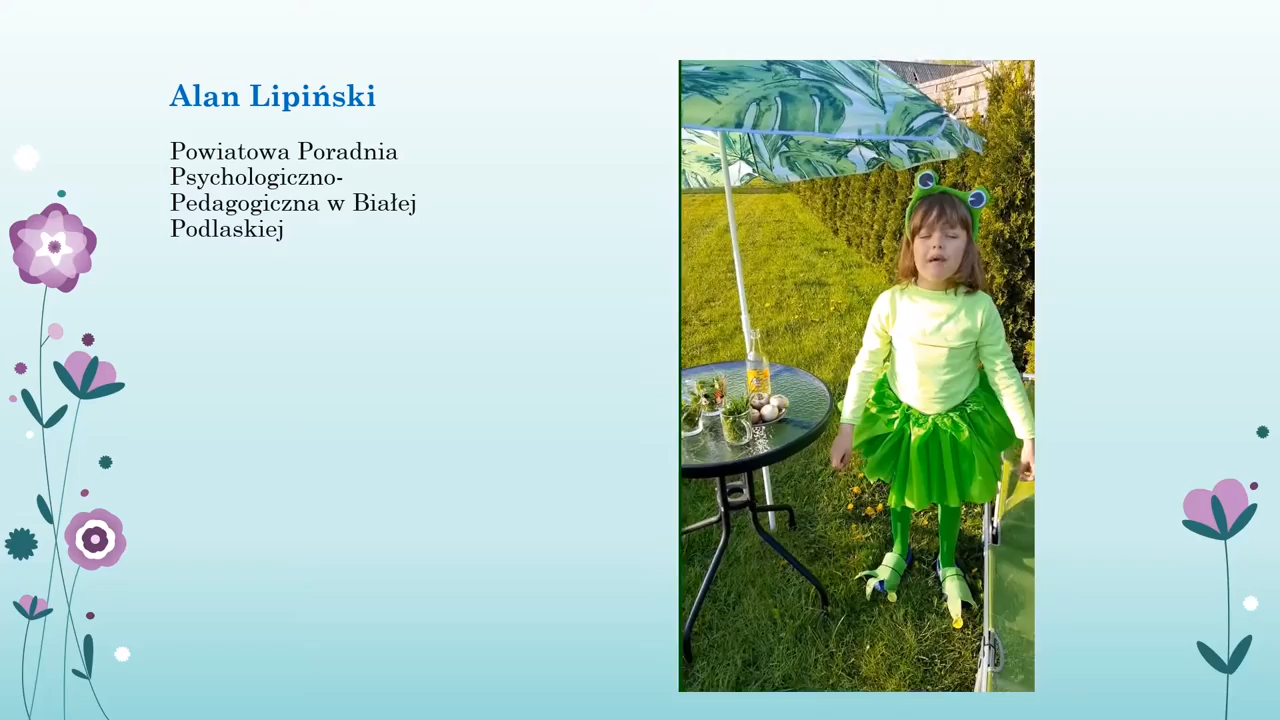 Alan Lipiński
Powiatowa Poradnia
Psychologiczno-
Pedagogiczna w Białej
Podlaskiej